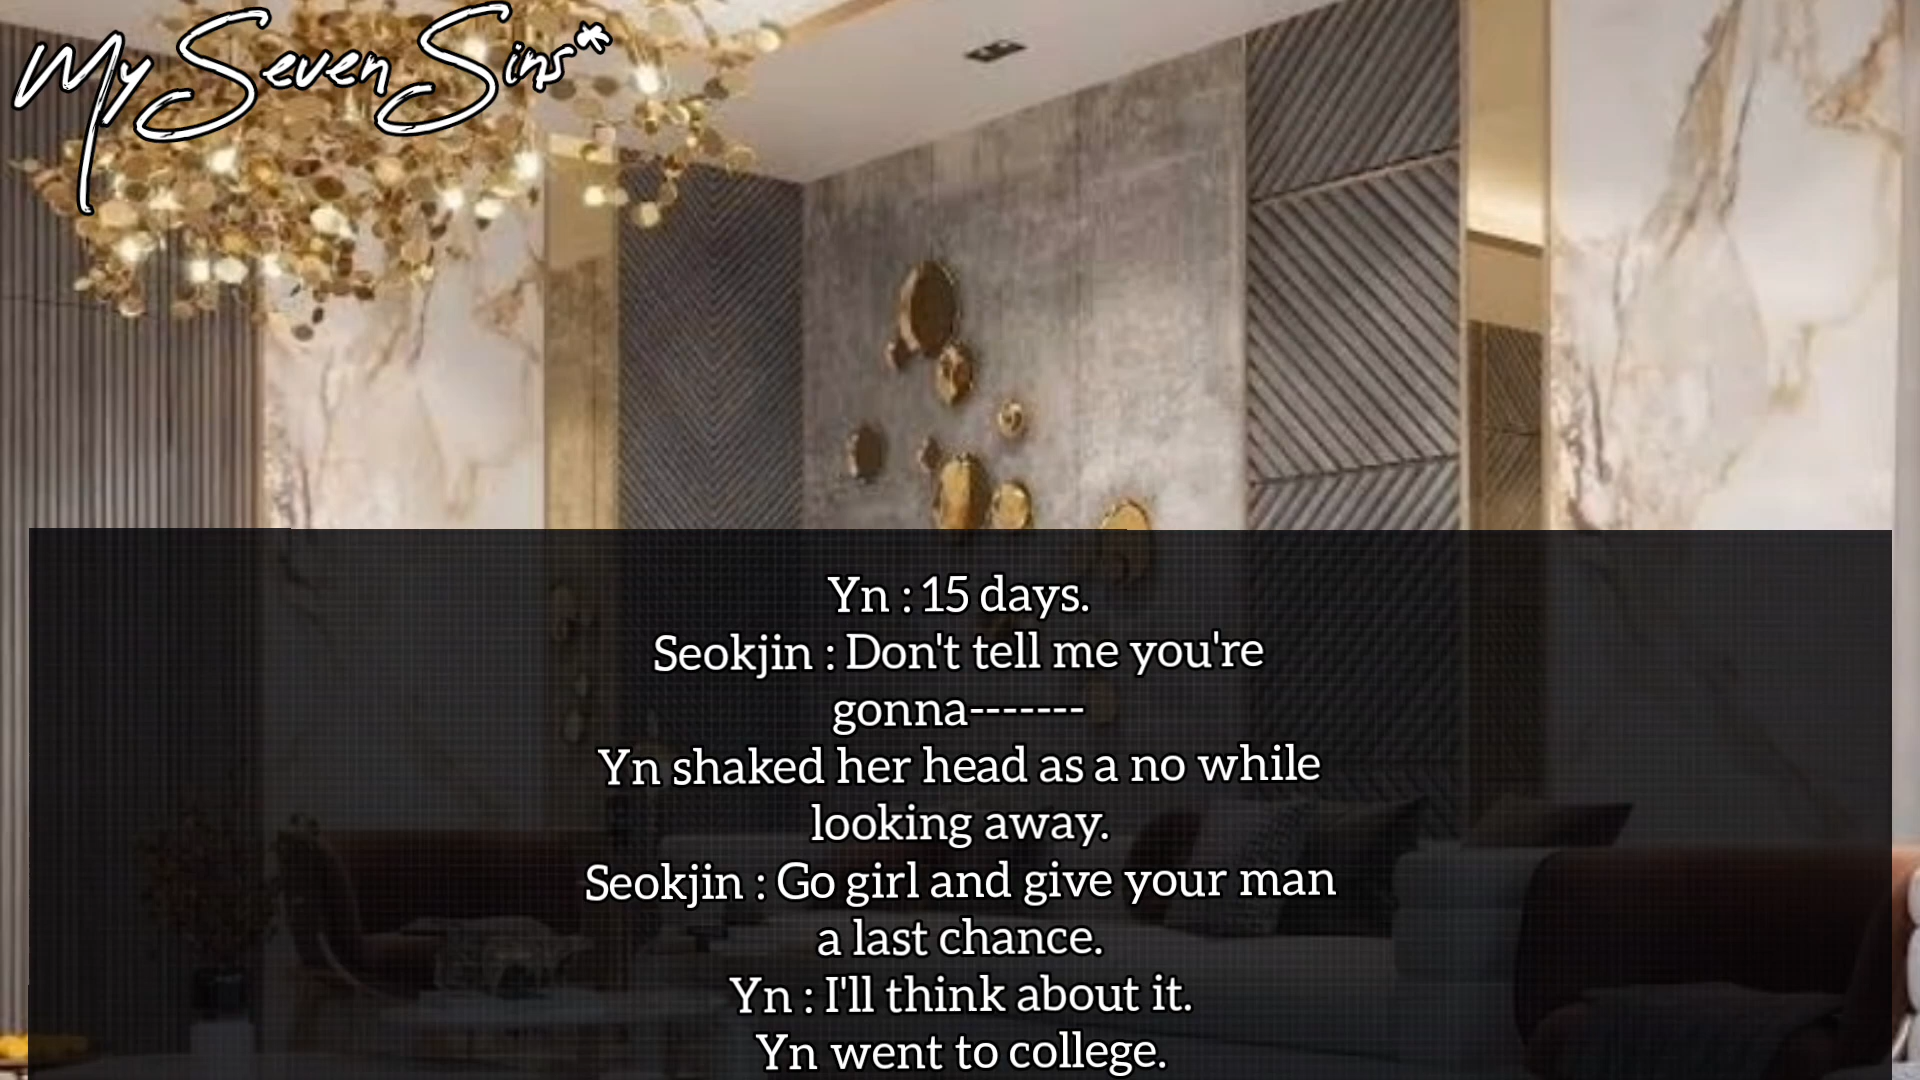 My Seven Sins*
Yn : 15 days.
Seokjin : Don't tell me you're
gonna-------
Yn shaked her head as a no while
looking away.
Seokjin : Go girl and give your man
a last chance.
Yn : I'll think about it.
Yn went to college.